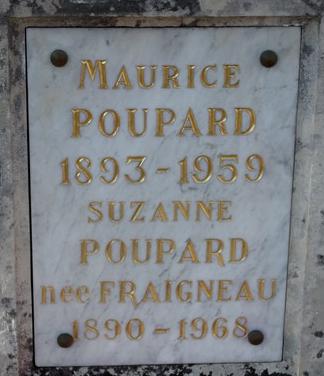 MAURICE
POUPARD
1893-1959
SUZANNE
POUPARD
née FRAIGNEAU
1890-1968